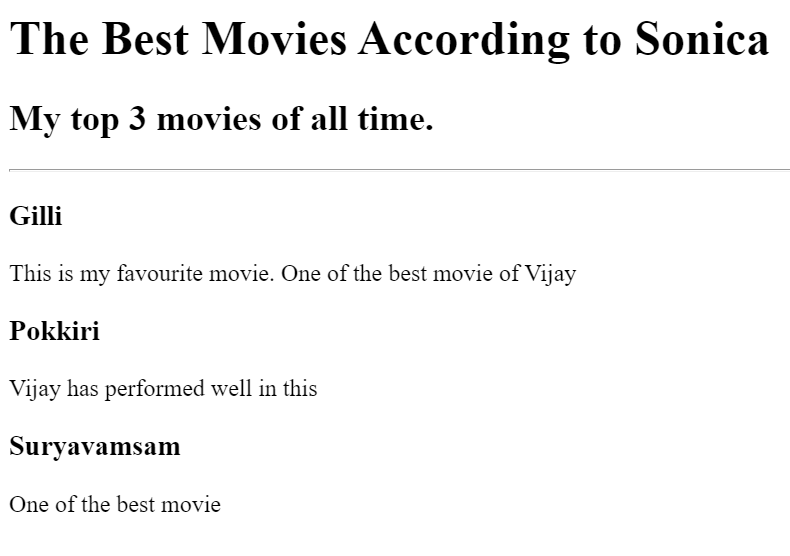 The Best Movies According to Sonica
My top 3 movies of all time.
Gilli
This is my favourite movie. One of the best movie of Vijay
Pokkiri
Vijay has performed well in this
Suryavamsam
One of the best movie